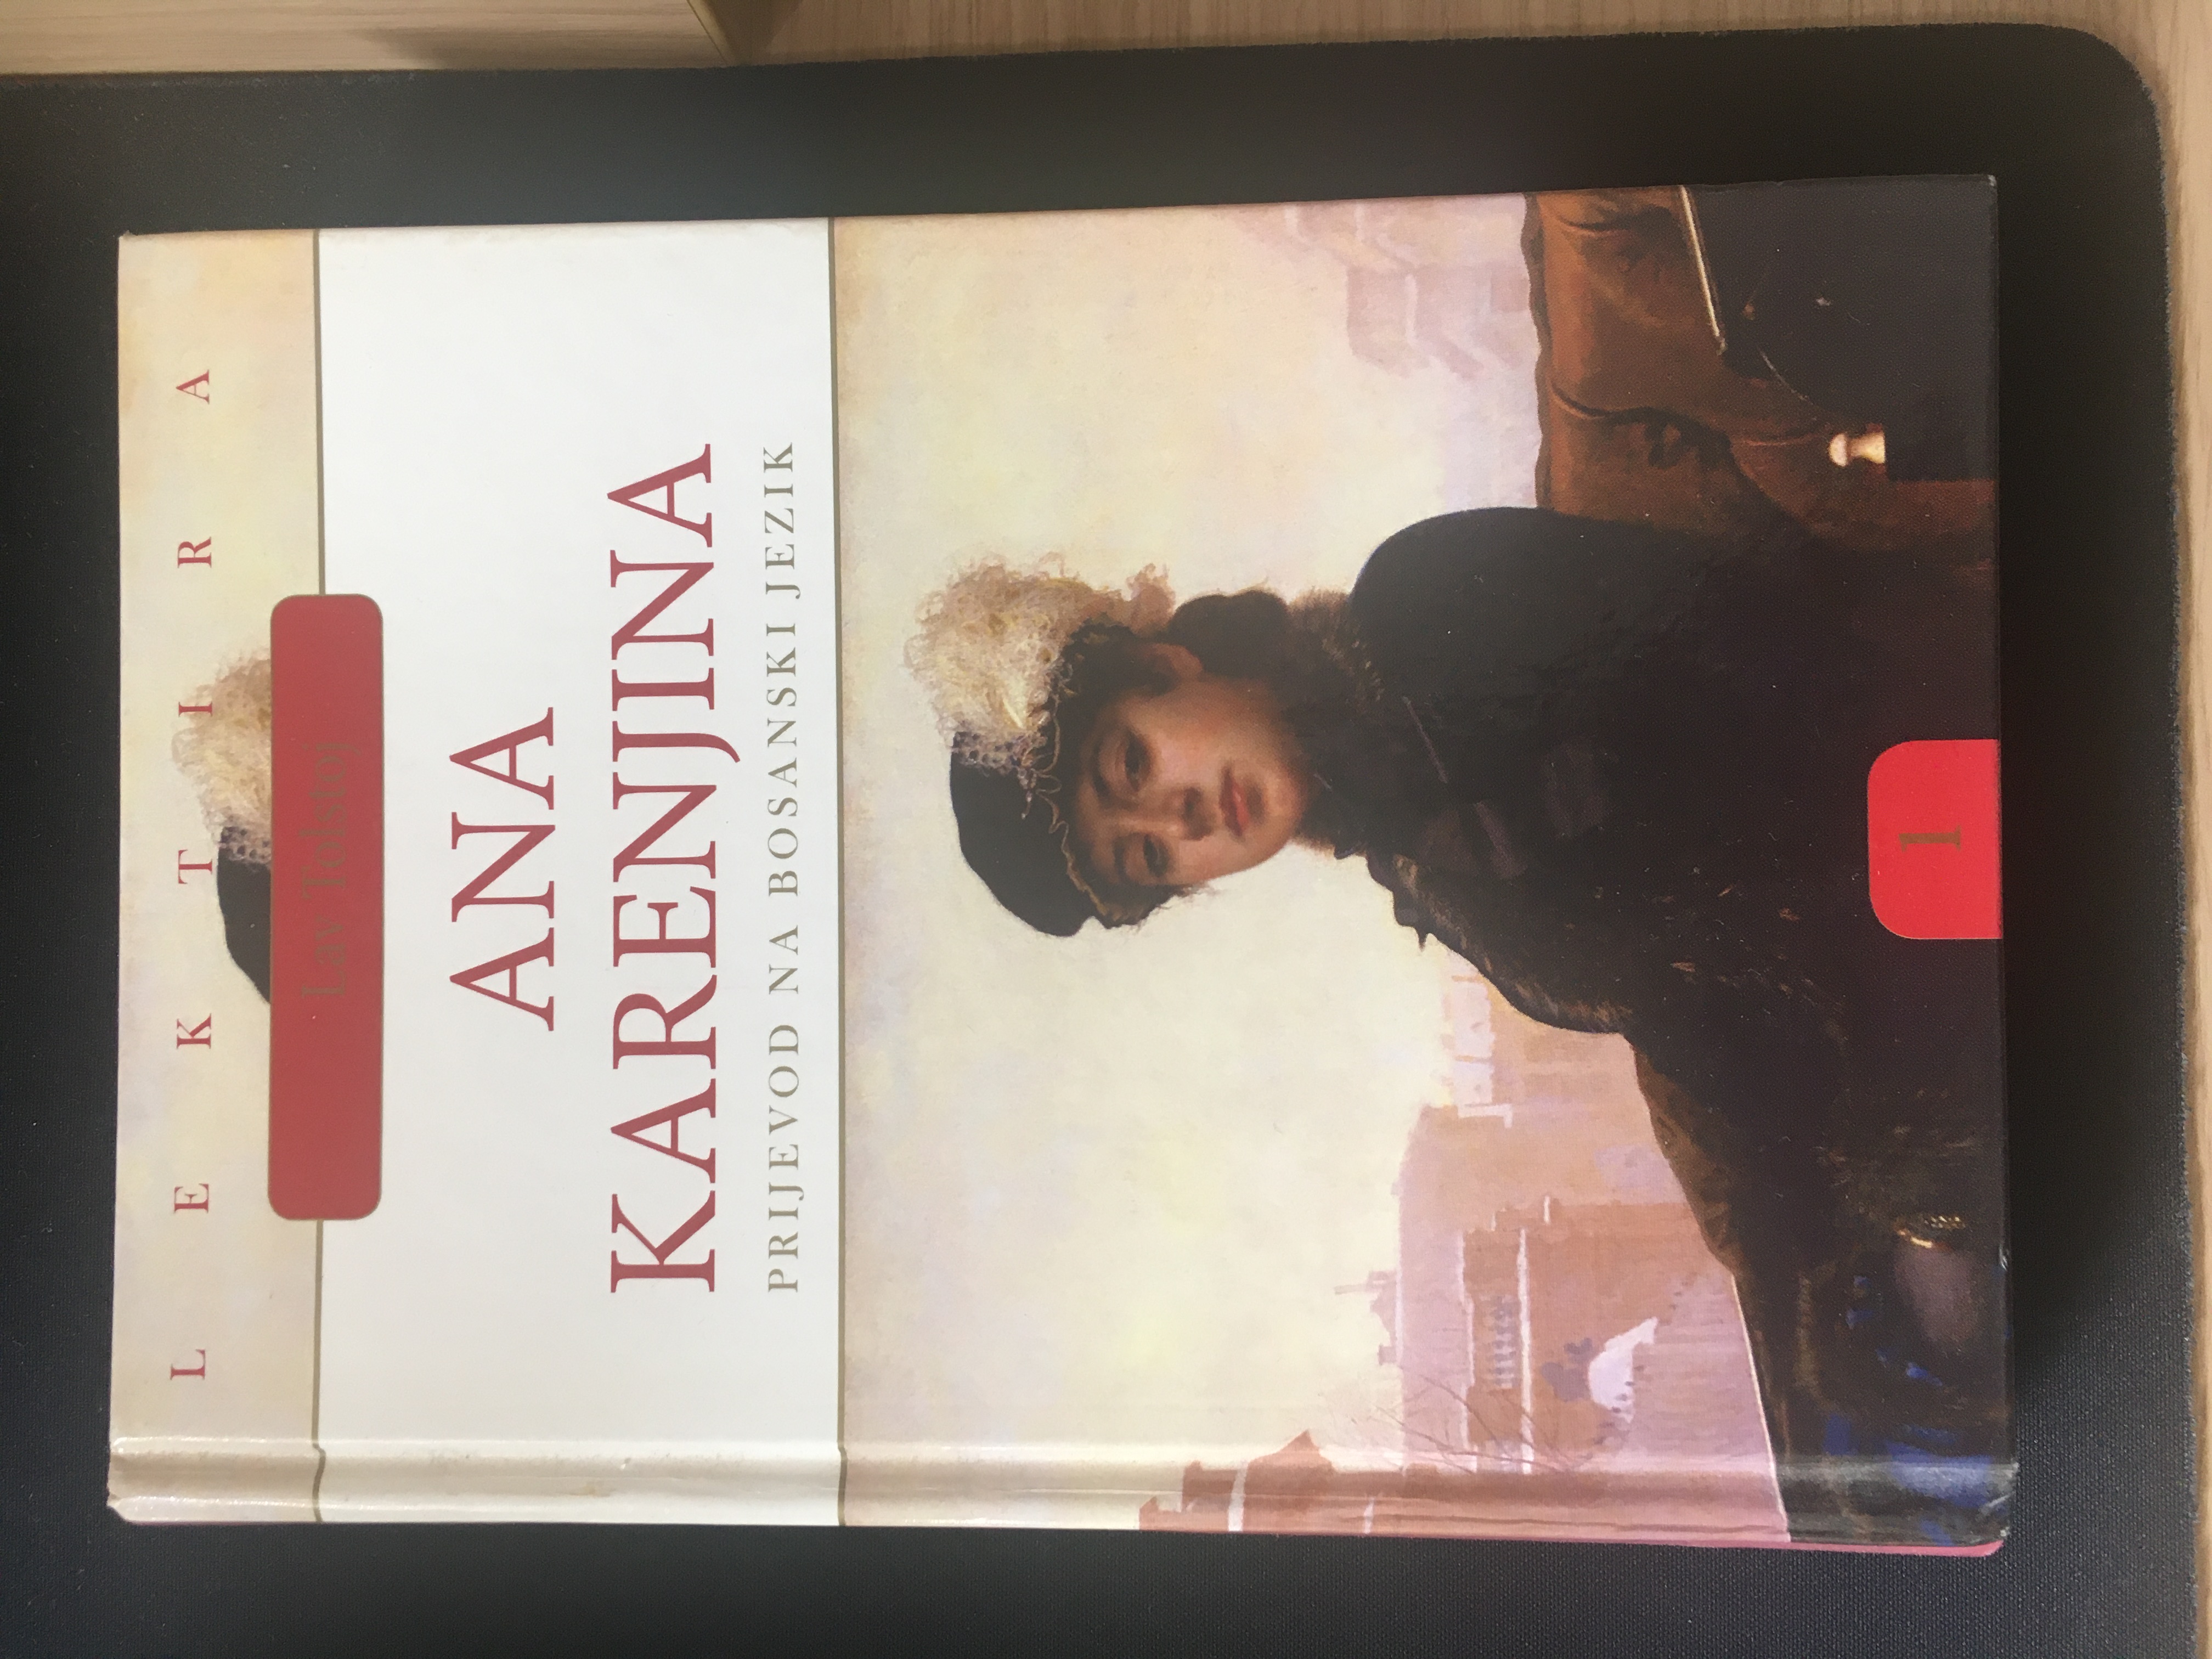 LEKTIRA
Lav Tolstoj
ANA
KARENJINA
PRIJEVOD NA BOSANSKI JEZIK
1